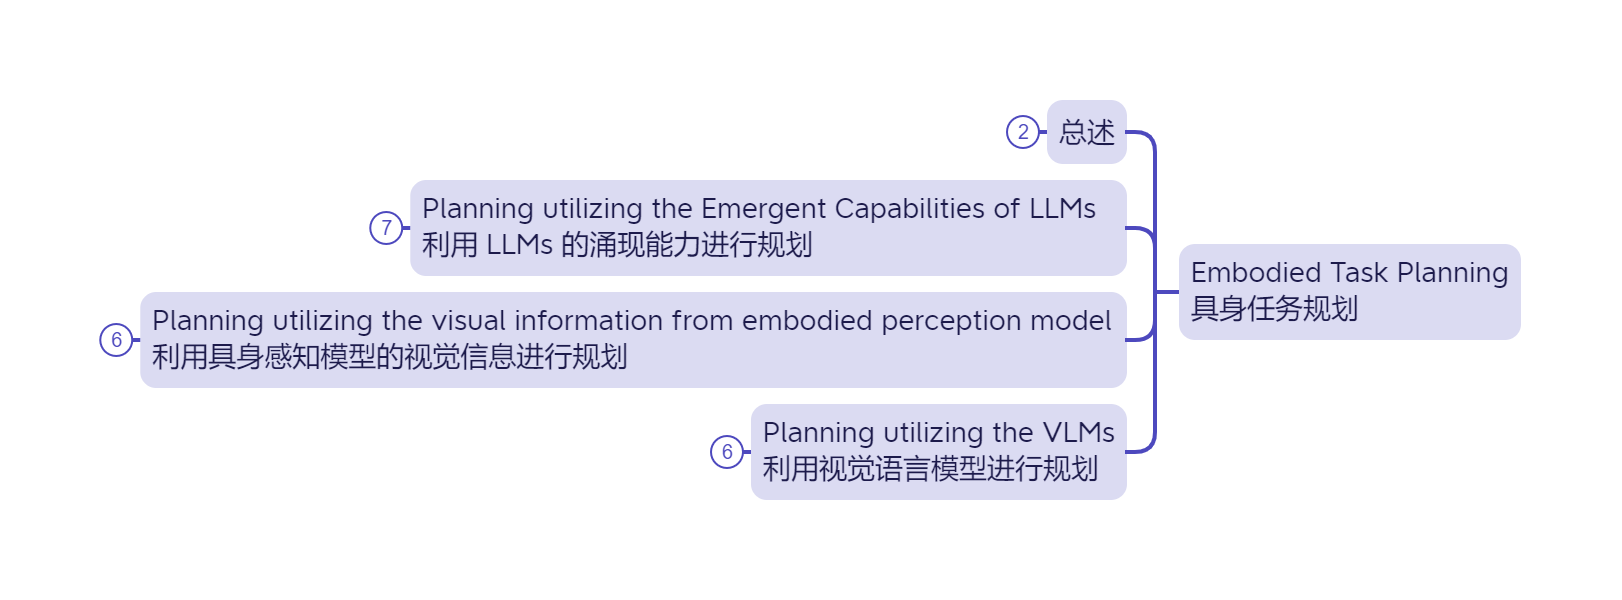 2
总述
7
Planning utilizing the Emergent Capabilities of LLMs
利用 LLMs 的涌现能力进行规划
Embodied Task Planning
具身任务规划
6
Planning utilizing the visual information from embodied perception model
利用具身感知模型的视觉信息进行规划
6
Planning utilizing the VLMs
利用视觉语言模型进行规划